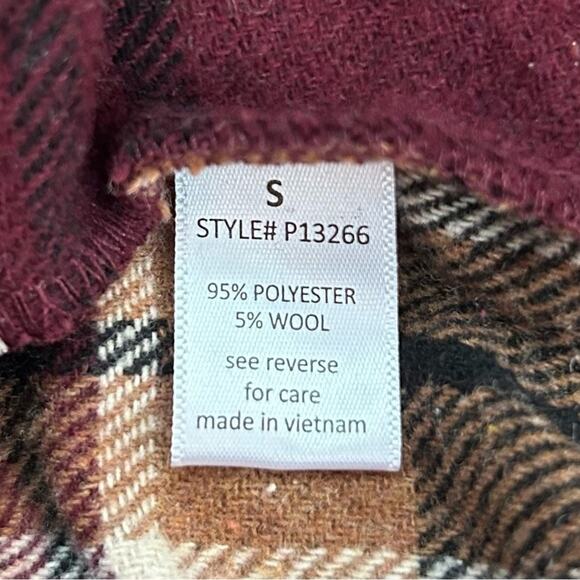 S
STYLE# P13266
95% POLYESTER
5% WOOL
see reverse
for care
made in vietnam